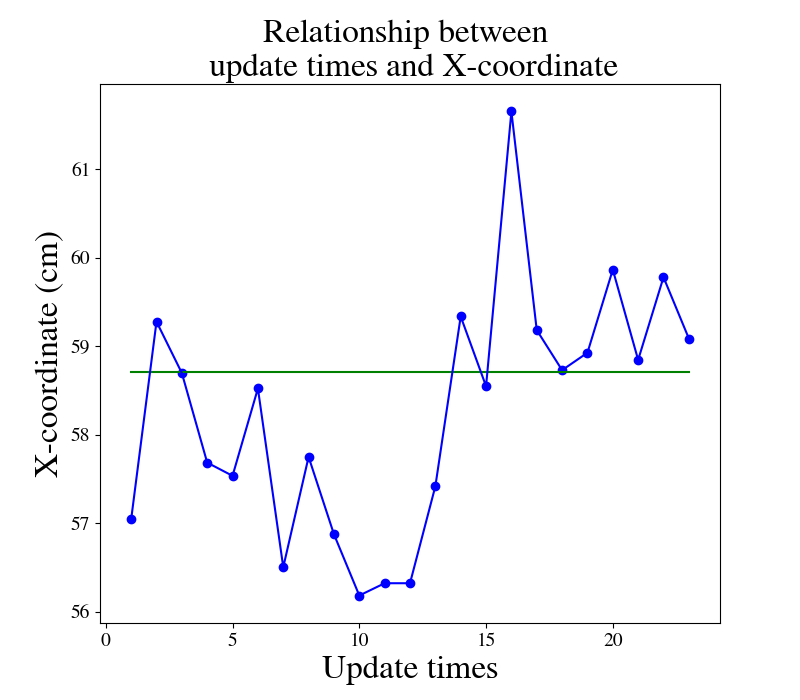 Relationship between
update times and X-coordinate
61
60
59
58
57
56
X-coordinate (cm)
0 5 10 15 20
Update times